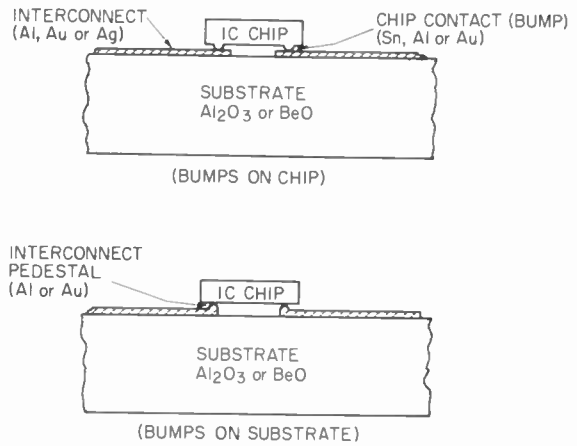 INTERCONNECT
(Al, Au or Ag)
IC CHIP
CHIP CONTACT (BUMP)
(Sn, Al or Au)
SUBSTRATE
Al2O3 or BeO
(BUMPS ON CHIP)
INTERCONNECT
PEDESTAL
(Al or Au)
IC CHIP
SUBSTRATE
Al2O3 or BeO
(BUMPS ON SUBSTRATE)